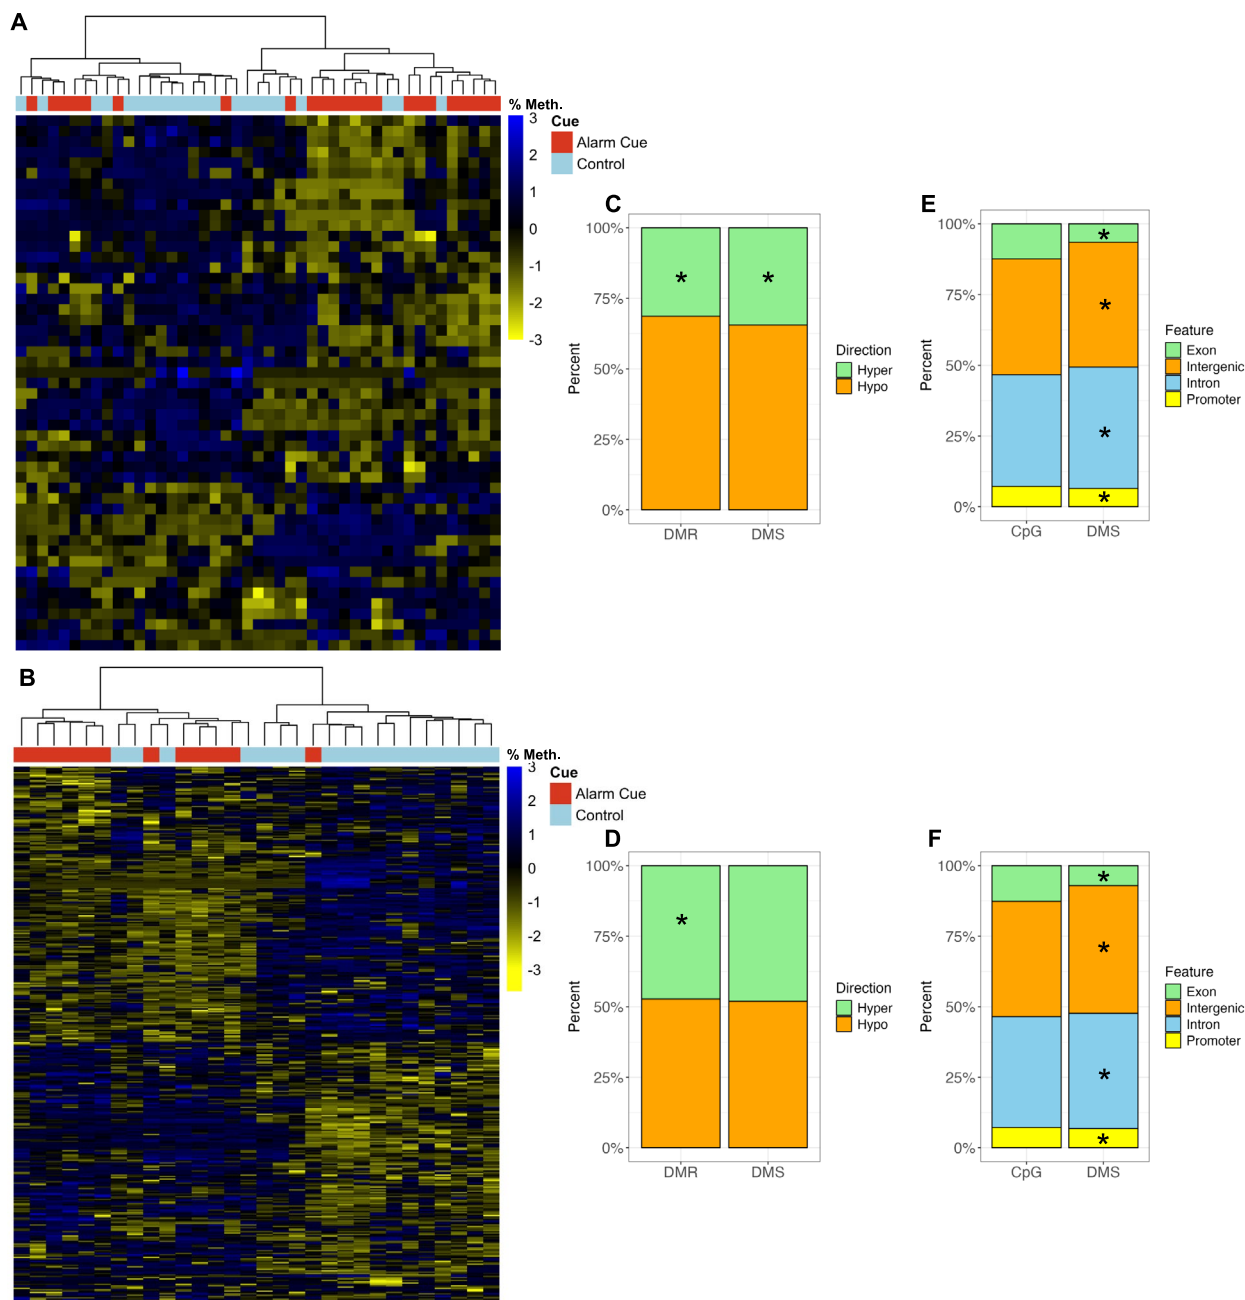 A
% Meth.
3
2
1
0
-1
-2
-3
Cue
Alarm Cue
Control
C
Percent
100%
75%
50%
25%
0%
*
*
DMR
DMS
Direction
Hyper
Hypo
E
Percent
100%
75%
50%
25%
0%
*
*
*
*
CpG
DMS
Feature
Exon
Intergenic
Intron
Promoter
B
% Meth.
3
2
1
0
-1
-2
-3
Cue
Alarm Cue
Control
D
Percent
100%
75%
50%
25%
0%
*
DMR
DMS
Direction
Hyper
Hypo
F
Percent
100%
75%
50%
25%
0%
*
*
*
*
CpG
DMS
Feature
Exon
Intergenic
Intron
Promoter